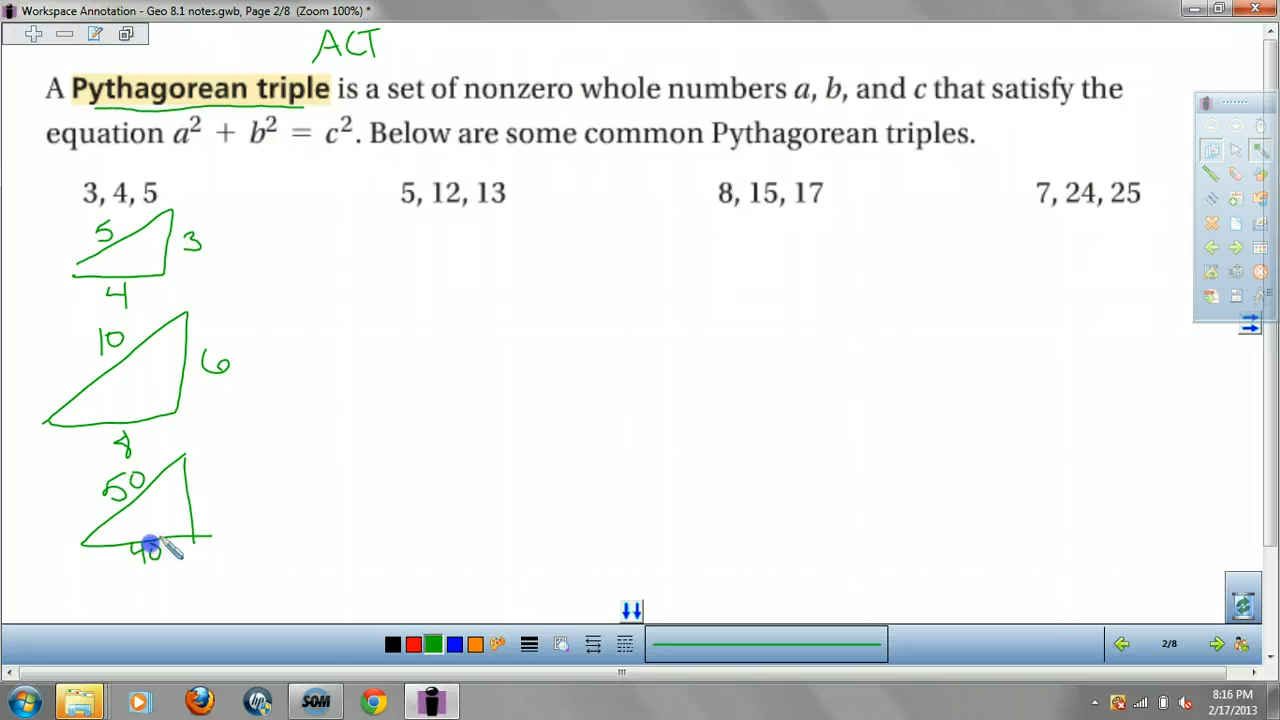 Workspace Annotation - Geo 8.1 notes.gwb, Page 2/8 (Zoom 100%) *
ACT
A Pythagorean triple is a set of nonzero whole numbers a, b, and c that satisfy the
equation a² + b² = c². Below are some common Pythagorean triples.
3, 4, 5 5, 12, 13 8, 15, 17 7, 24, 25
5
3
4
10
6
8
50
40
2/8
SOM
8:16 PM
2/17/2013